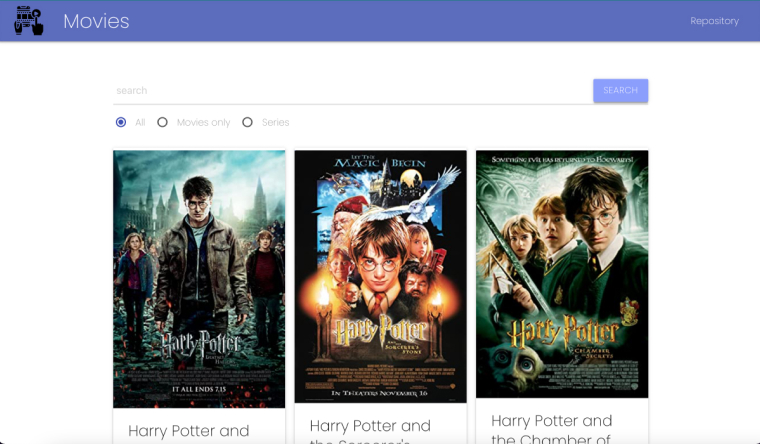 Movies
Repository
search
SEARCH
All
Movies only
Series
Harry Potter
IT ALL ENDS 7.15
LET THE
MAGIC BEGIN
Harry Potter
AND THE
SORCERER'S STONE
IN THEATERS NOVEMBER 16
SOMETHING EVIL HAS RETURNED TO HOGWARTS!
Harry Potter
AND THE
CHAMBER OF SECRETS
Harry Potter and
Harry Potter and
the Sorcerer's
Harry Potter and
the Chamber of